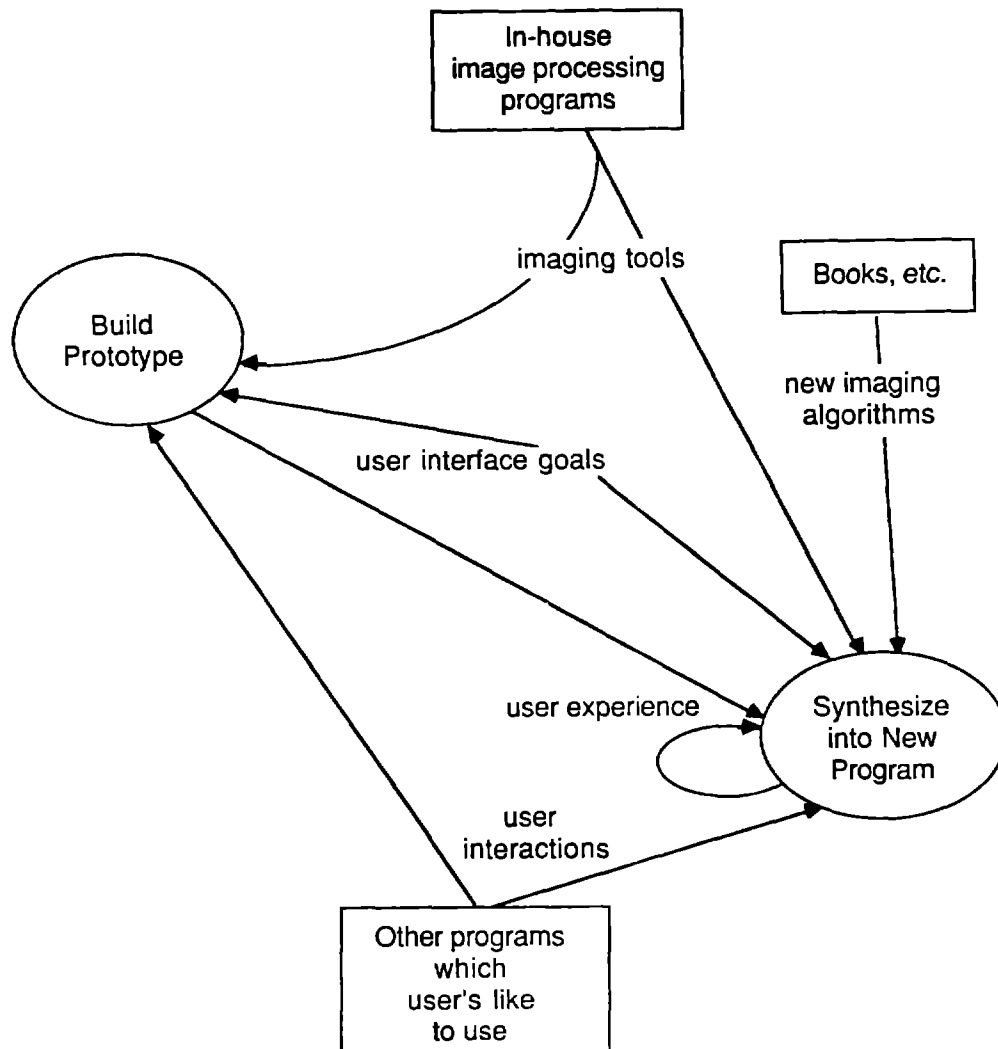 In-house
image processing
programs
imaging tools
Books, etc.
Build
Prototype
new imaging
algorithms
user interface goals
user experience
Synthesize
into New
Program
user
interactions
Other programs
which
user's like
to use